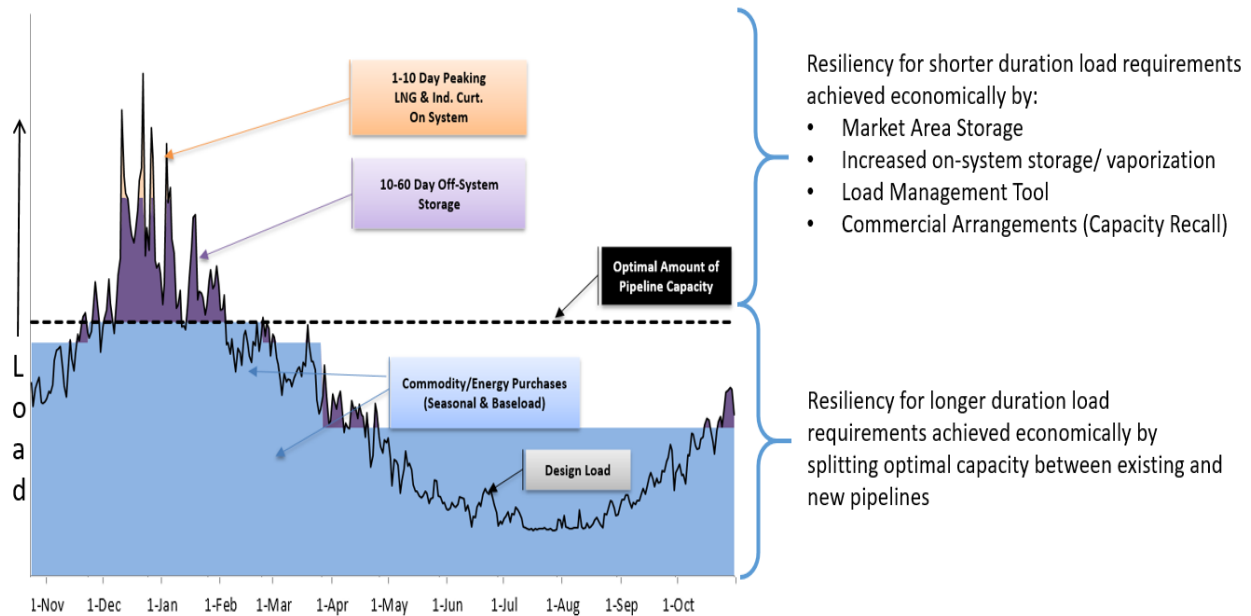 1-10 Day Peaking
LNG & Ind. Curt.
On System
10-60 Day Off-System
Storage
Optimal Amount of
Pipeline Capacity
Commodity/Energy Purchases
(Seasonal & Baseload)
Design Load
Load
1-Nov 1-Dec 1-Jan 1-Feb 1-Mar 1-Apr 1-May 1-Jun 1-Jul 1-Aug 1-Sep 1-Oct
Resiliency for shorter duration load requirements
achieved economically by:
• Market Area Storage
• Increased on-system storage/ vaporization
• Load Management Tool
• Commercial Arrangements (Capacity Recall)
Resiliency for longer duration load
requirements achieved economically by
splitting optimal capacity between existing and
new pipelines